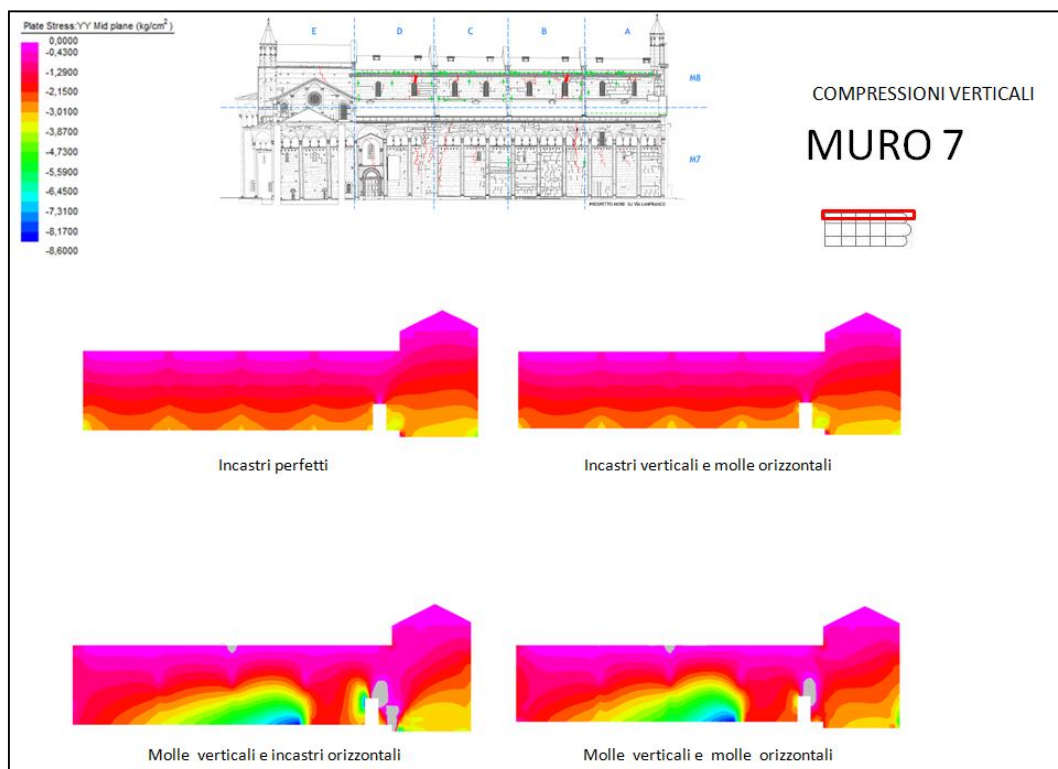 Plate Stress:YY Mid plane (kg/cm²)
0,0000
-0,4300
-1,2900
-2,1500
-3,0100
-3,8700
-4,7300
-5,5900
-6,4500
-7,3100
-8,1700
-8,6000
E D C B A
M8
M7
COMPRESSIONI VERTICALI
MURO 7
Incastri perfetti
Incastri verticali e molle orizzontali
Molle verticali e incastri orizzontali
Molle verticali e molle orizzontali